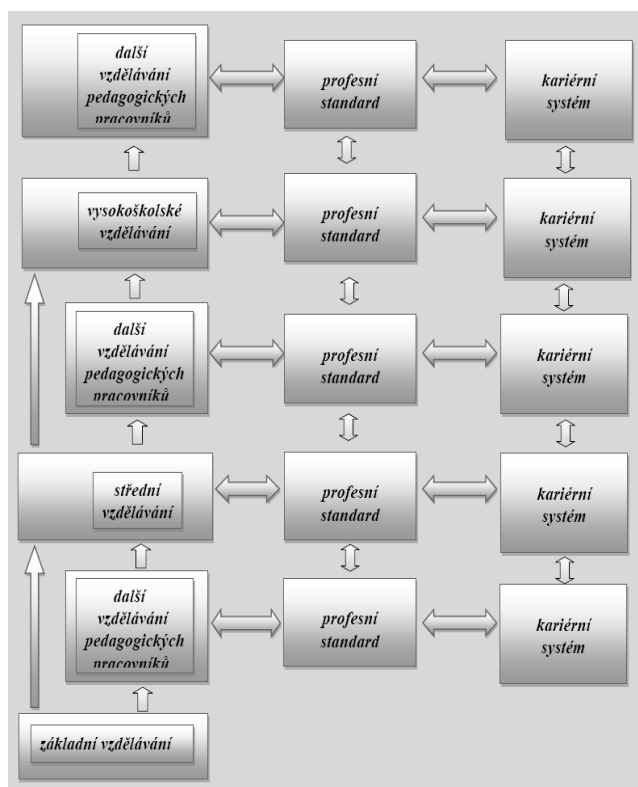 další
vzdělávání
pedagogických
pracovníků
profesní
standard
kariérní
systém
vysokoškolské
vzdělávání
profesní
standard
kariérní
systém
další
vzdělávání
pedagogických
pracovníků
profesní
standard
kariérní
systém
střední
vzdělávání
profesní
standard
kariérní
systém
další
vzdělávání
pedagogických
pracovníků
profesní
standard
kariérní
systém
základní vzdělávání